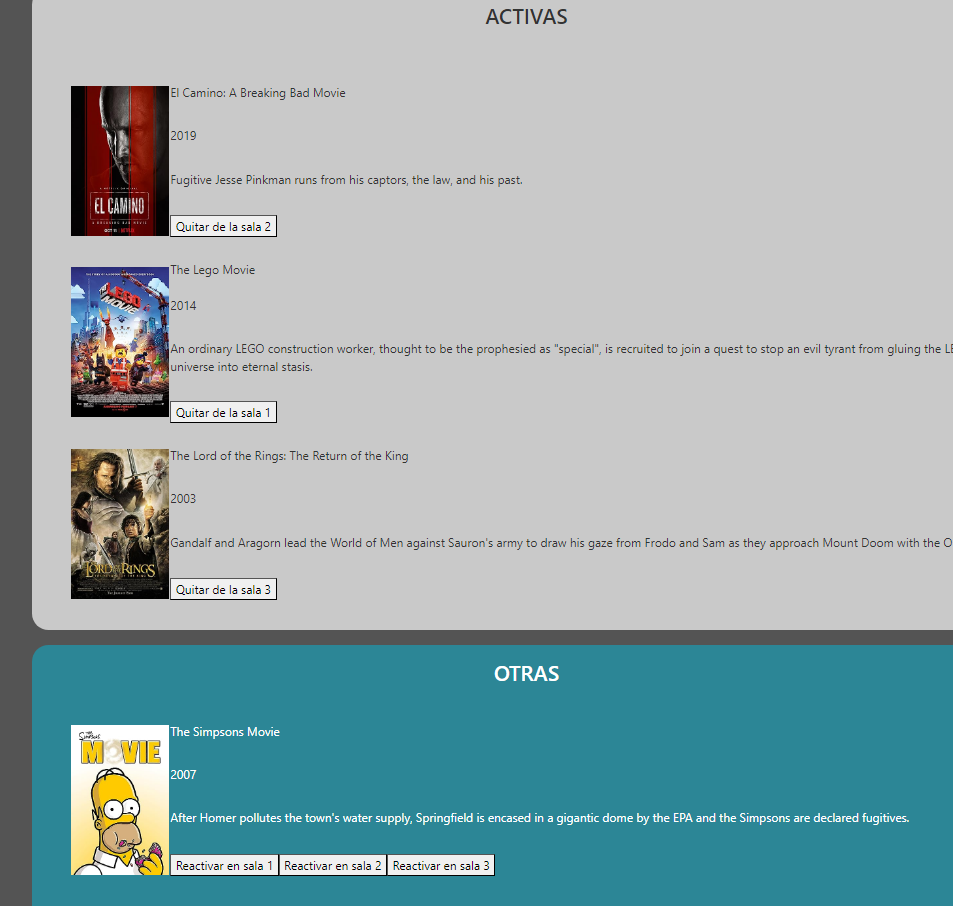 ACTIVAS
El Camino: A Breaking Bad Movie
2019
Fugitive Jesse Pinkman runs from his captors, the law, and his past.
EL CAMINO
Quitar de la sala 2
The Lego Movie
THE LEGO MOVIE
2014
An ordinary LEGO construction worker, thought to be the prophesied as "special", is recruited to join a quest to stop an evil tyrant from gluing the
universe into eternal stasis.
Quitar de la sala 1
The Lord of the Rings: The Return of the King
2003
Gandalf and Aragorn lead the World of Men against Sauron's army to draw his gaze from Frodo and Sam as they approach Mount Doom with the
LORD OF THE RINGS
Quitar de la sala 3
OTRAS
The Simpsons Movie
The Simpsons
MOVIE
2007
After Homer pollutes the town's water supply, Springfield is encased in a gigantic dome by the EPA and the Simpsons are declared fugitives.
Reactivar en sala 1 Reactivar en sala 2 Reactivar en sala 3